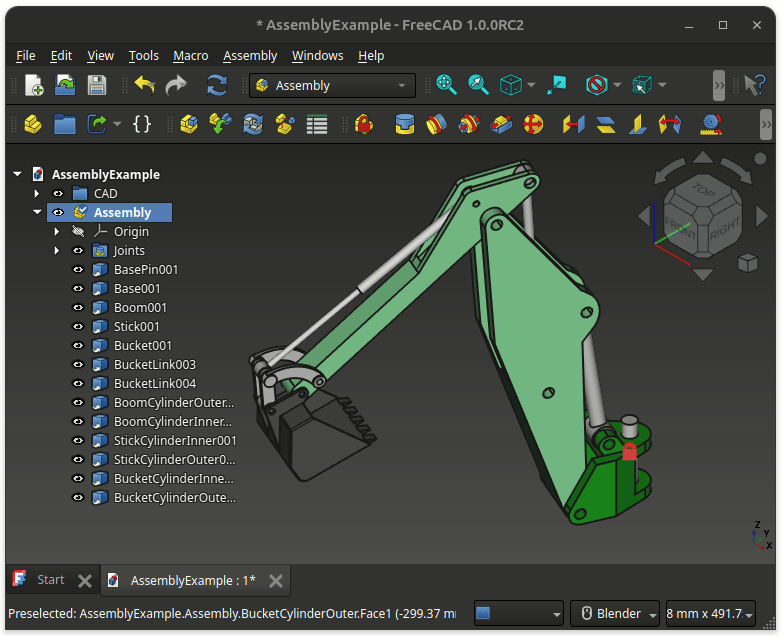 * AssemblyExample - FreeCAD 1.0.0RC2
File Edit View Tools Macro Assembly Windows Help
Assembly
AssemblyExample
CAD
Assembly
Origin
Joints
BasePin001
Base001
Boom001
Stick001
Bucket001
BucketLink003
BucketLink004
BoomCylinderOuter...
BoomCylinderInner...
StickCylinderInner001
StickCylinderOuter0...
BucketCylinderInne...
BucketCylinderOute...
TOP
FRONT
RIGHT
Z
Y
X
Start
AssemblyExample : 1*
Preselected: AssemblyExample.Assembly.BucketCylinderOuter.Face1 (-299.37 m
Blender
8 mm x 491.7